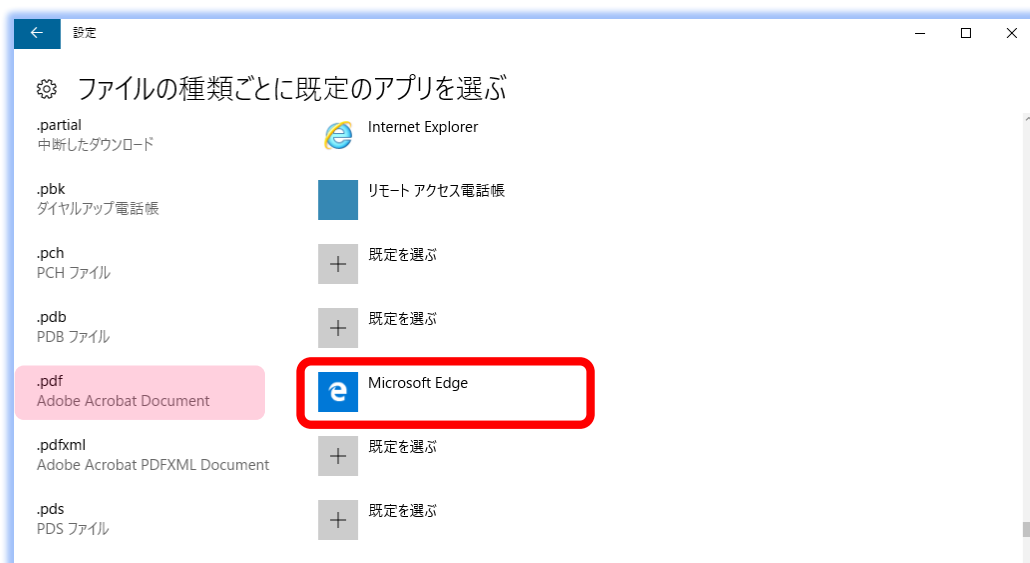 設定
ファイルの種類ごとに既定のアプリを選ぶ
.partial
中断したダウンロード
Internet Explorer
.pbk
ダイヤルアップ電話帳
リモート アクセス電話帳
.pch
PCH ファイル
既定を選ぶ
.pdb
PDB ファイル
既定を選ぶ
.pdf
Adobe Acrobat Document
Microsoft Edge
.pdfxml
Adobe Acrobat PDFXML Document
既定を選ぶ
.pds
PDS ファイル
既定を選ぶ